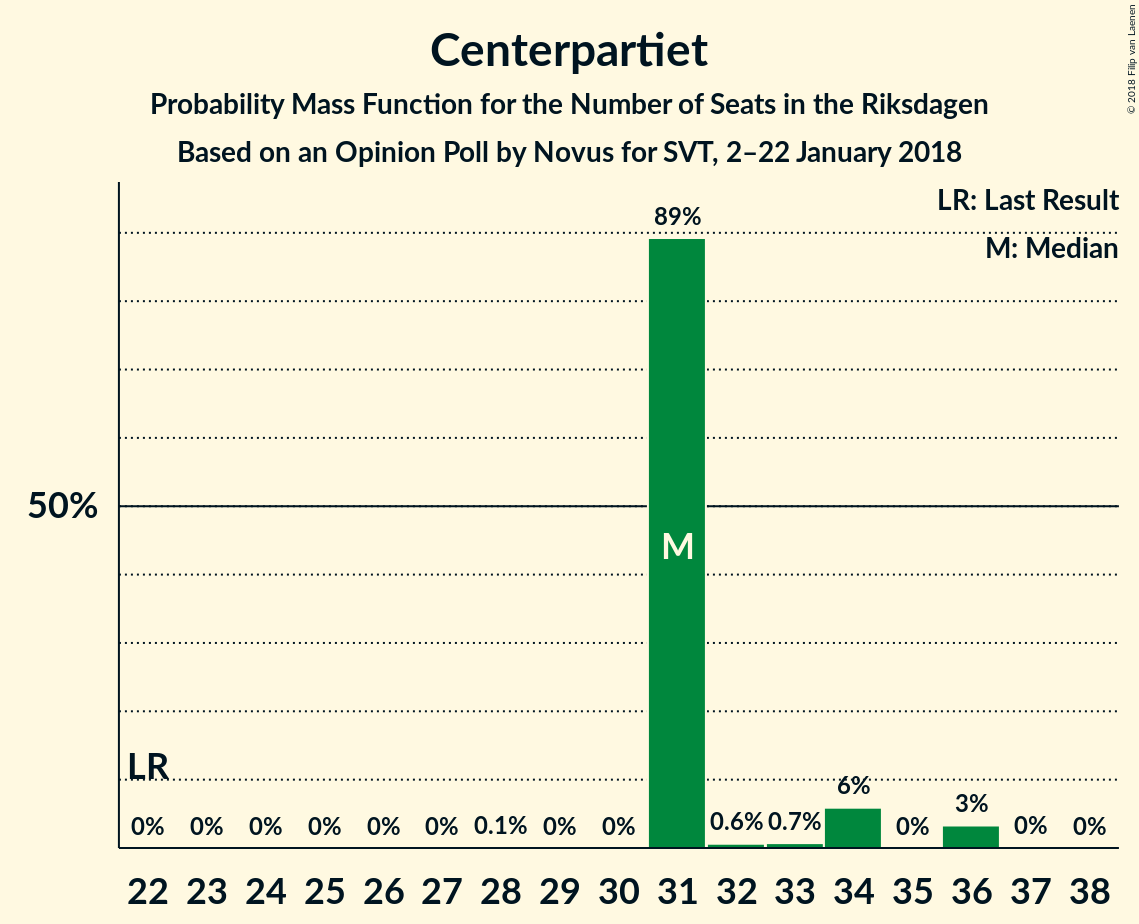 Centerpartiet
Probability Mass Function for the Number of Seats in the Riksdagen
Based on an Opinion Poll by Novus for SVT, 2–22 January 2018
© 2018 Filip van Laenen
LR: Last Result
M: Median
89%
50%
M
LR
0% 0% 0% 0% 0% 0% 0.1% 0% 0% 0.6% 0.7% 6% 0% 3% 0% 0%
22 23 24 25 26 27 28 29 30 31 32 33 34 35 36 37 38